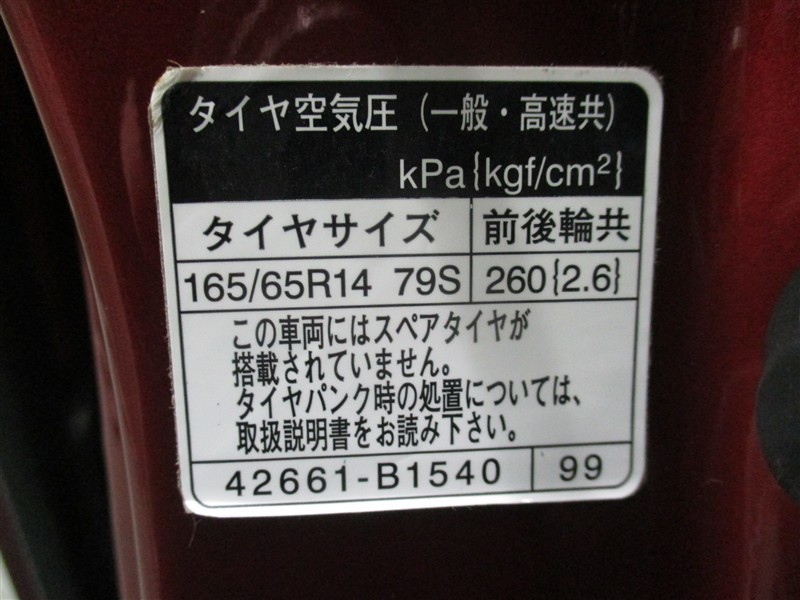 タイヤ空気圧（一般・高速共）
kPa{kgf/cm²}
タイヤサイズ 前後輪共
165/65R14 79S 260{2.6}
この車両にはスペアタイヤが
搭載されていません。
タイヤパンク時の処置については、
取扱説明書をお読み下さい。
42661-B1540 99